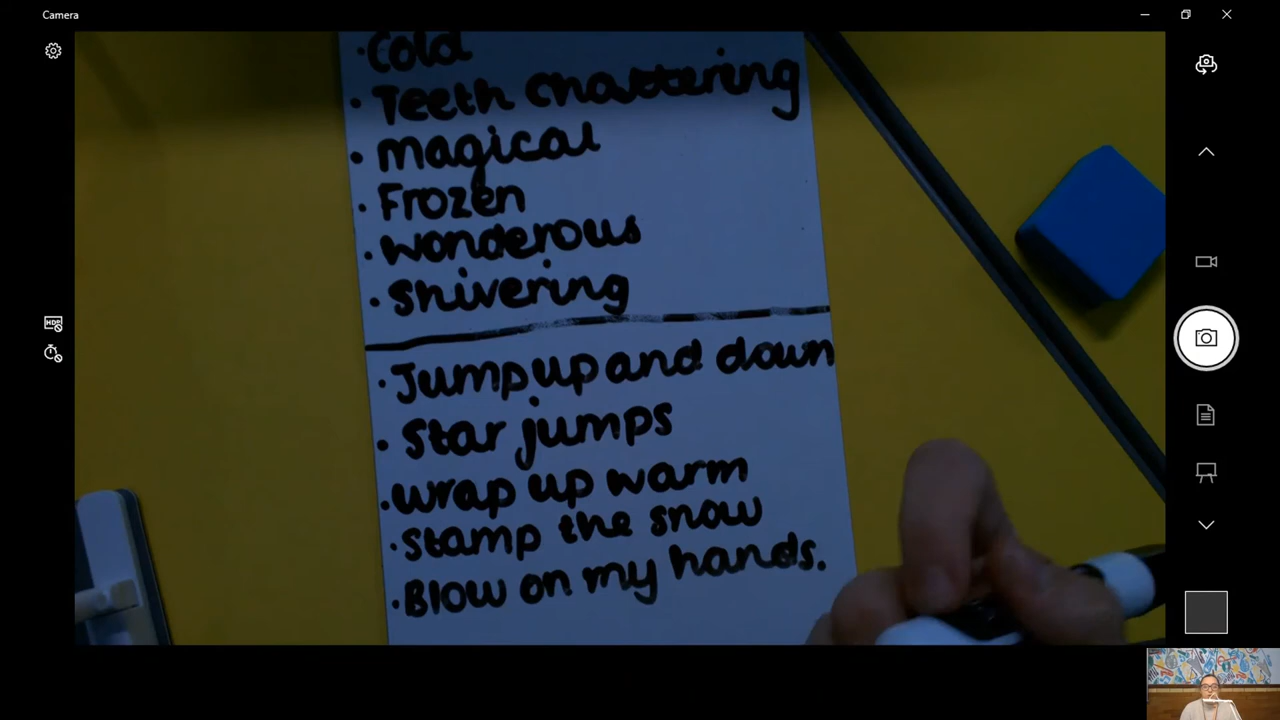 Camera
· Cold
· Teeth chattering
· magical
· Frozen
· wonderous
· shivering
· Jump up and down
· Star jumps
· wrap up warm
· stamp the snow
· Blow on my hands.